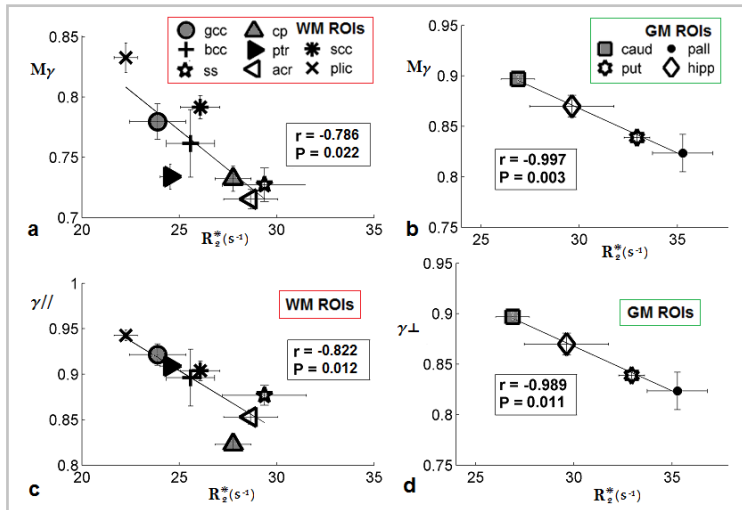 gcc cp WM ROIs
bcc ptr scc
ss acr plic
Mγ
0.85
0.8
0.75
0.7
r = -0.786
P = 0.022
20 25 30 35
a
R₂*(s⁻¹)
GM ROIs
caud pall
put hipp
Mγ
0.95
0.9
0.85
0.8
0.75
r = -0.997
P = 0.003
25 30 35
b
R₂*(s⁻¹)
γ//
1
0.95
0.9
0.85
0.8
WM ROIs
r = -0.822
P = 0.012
20 25 30 35
c
R₂*(s⁻¹)
γ⊥
0.95
0.9
0.85
0.8
0.75
GM ROIs
r = -0.989
P = 0.011
25 30 35
d
R₂*(s⁻¹)